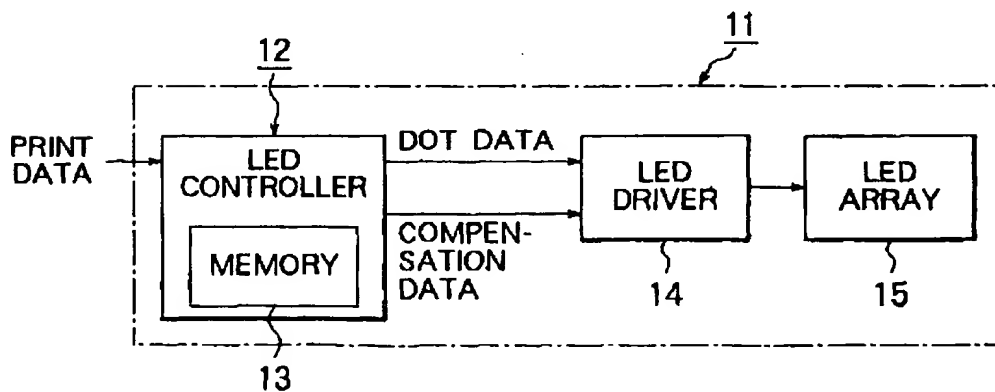 11
12
PRINT
DATA
LED
CONTROLLER
MEMORY
13
DOT DATA
COMPEN-
SATION
DATA
LED
DRIVER
14
LED
ARRAY
15